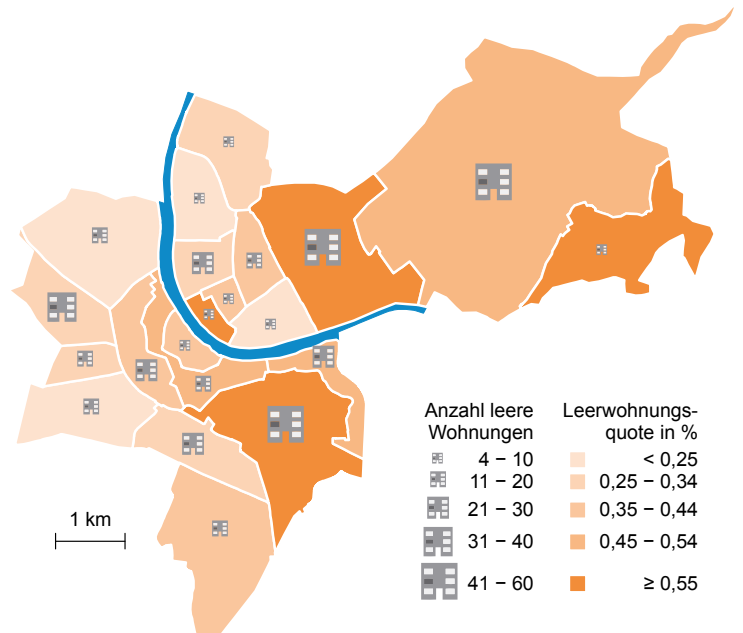 Anzahl leere
Wohnungen
4 – 10
11 – 20
21 – 30
31 – 40
41 – 60
Leerwohnungs-
quote in %
< 0,25
0,25 – 0,34
0,35 – 0,44
0,45 – 0,54
≥ 0,55
1 km